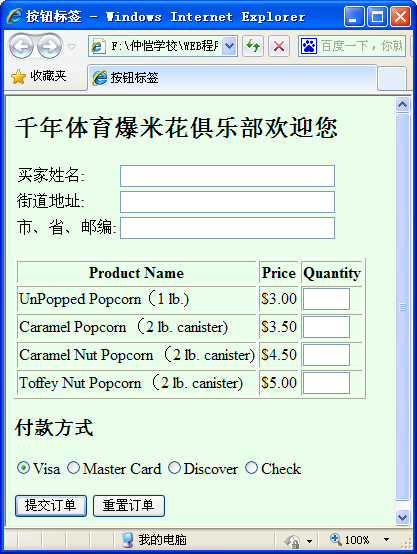 按钮标签 - Windows Internet Explorer
F:\仲恺学校\WEB程F
百度一下，你就
收藏夹 按钮标签
千年体育爆米花俱乐部欢迎您
买家姓名:
街道地址:
市、省、邮编:
Product Name Price Quantity
UnPopped Popcorn（1 lb.） $3.00
Caramel Popcorn （2 lb. canister） $3.50
Caramel Nut Popcorn （2 lb. canister） $4.50
Toffey Nut Popcorn （2 lb. canister） $5.00
付款方式
Visa Master Card Discover Check
提交订单 重置订单
我的电脑 100%